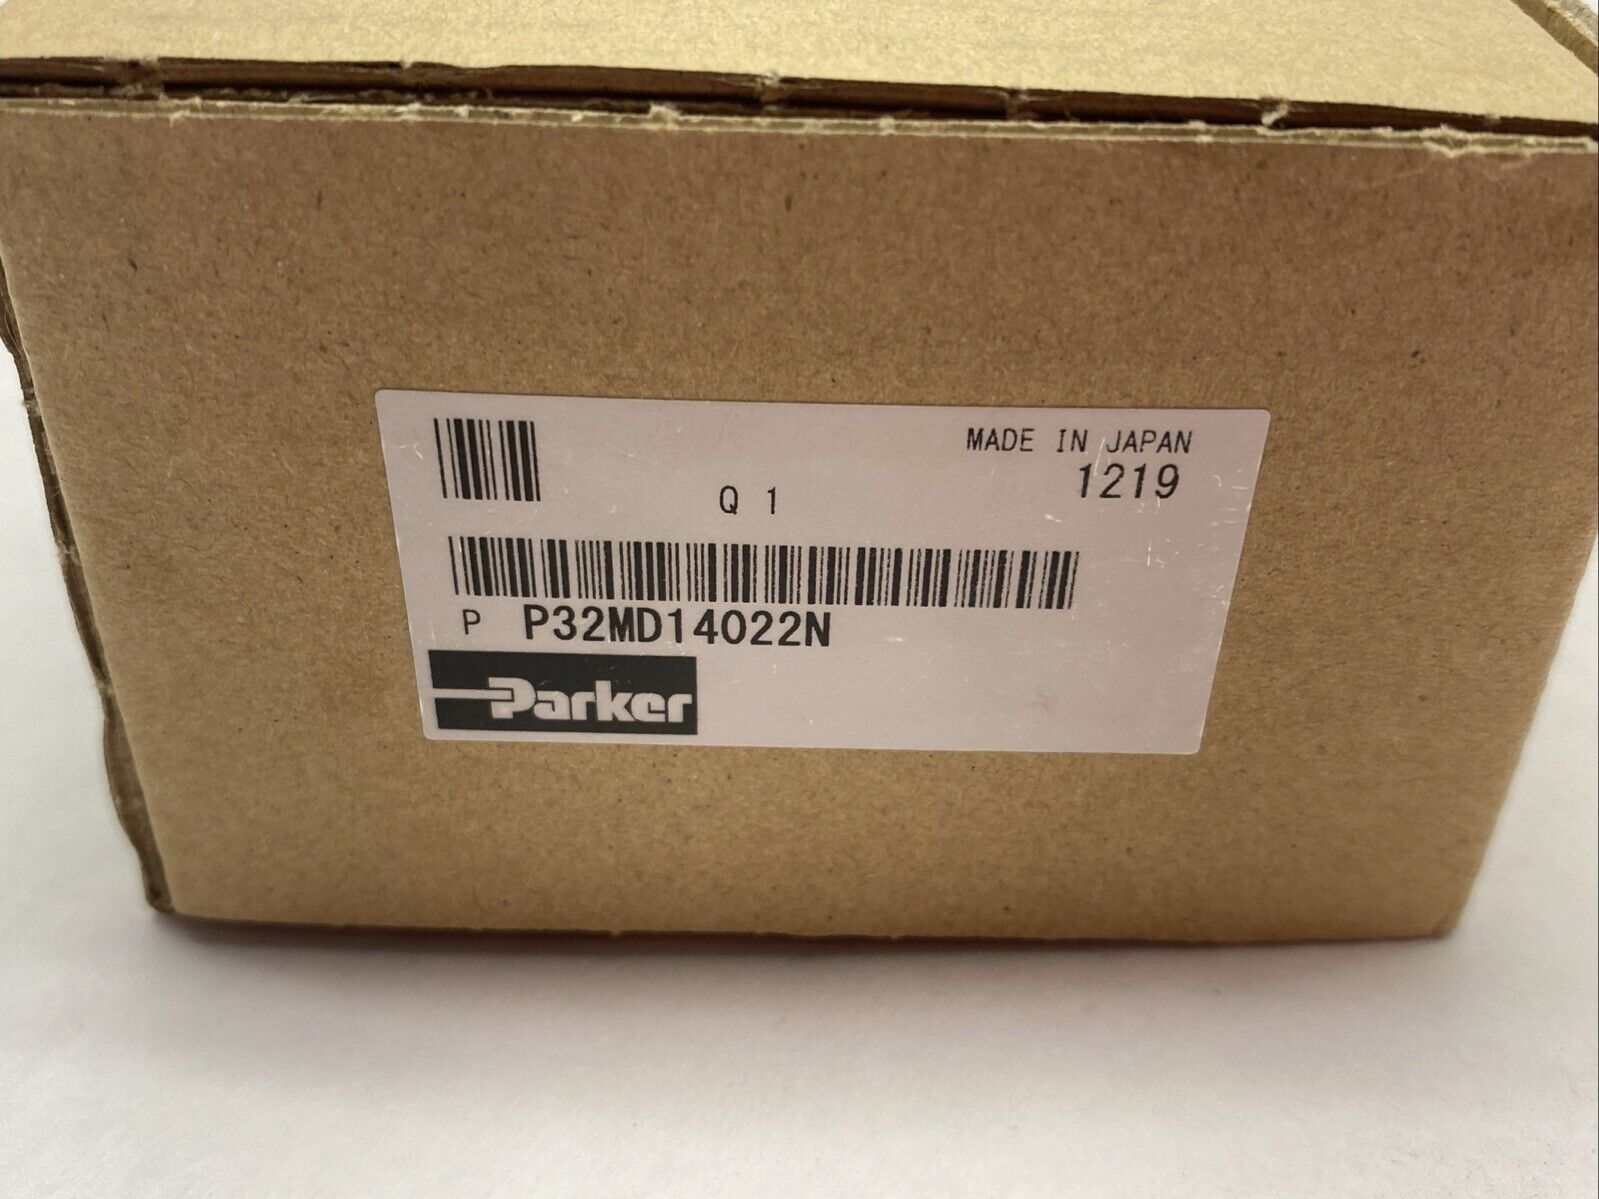 MADE IN JAPAN
1219
Q 1
P P32MD14022N
Parker